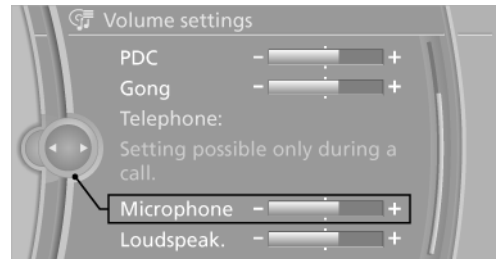 Volume settings
PDC - +
Gong - +
Telephone:
Setting possible only during a
call.
Microphone - +
Loudspeak. - +